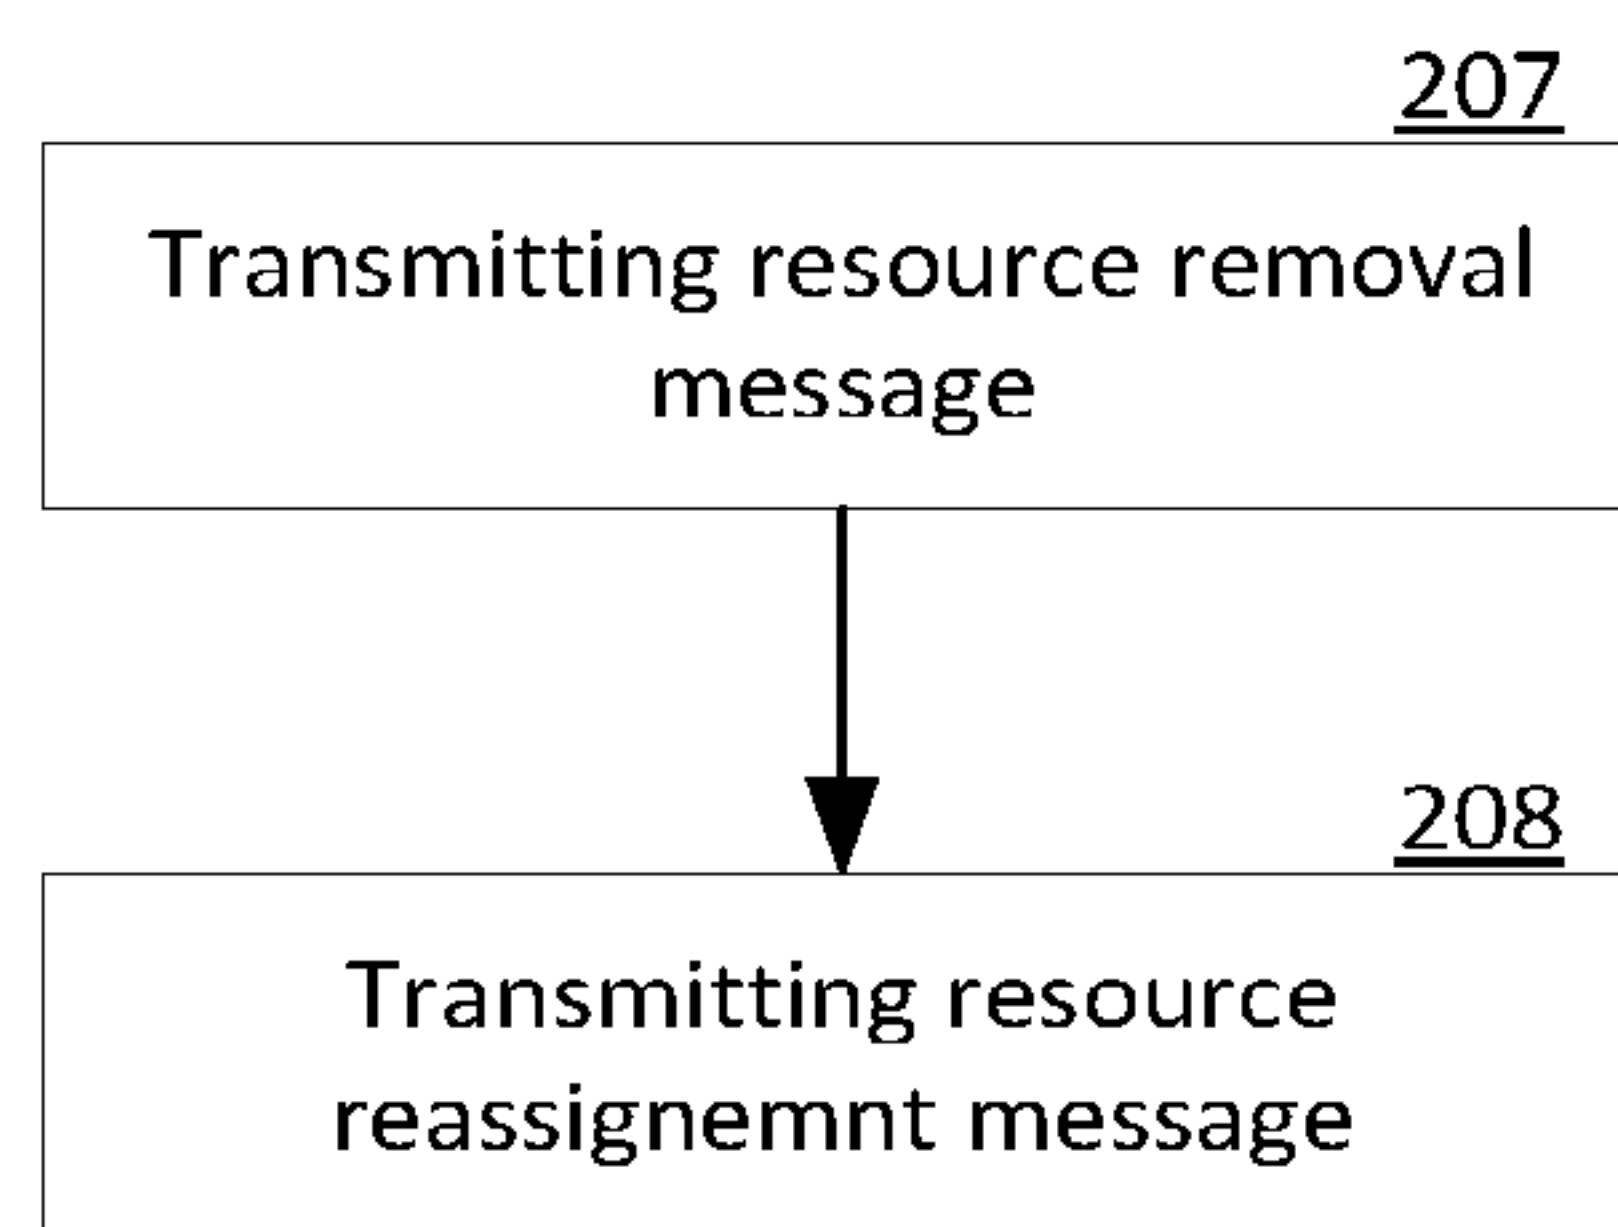 207
Transmitting resource removal
message
208
Transmitting resource
reassignemnt message